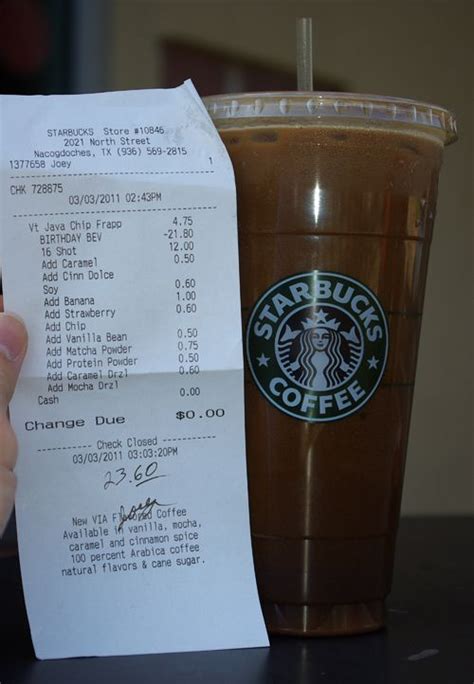 STARBUCKS Store #10846
2021 North Street
Nacogdoches, TX (936) 569-2815
1377658 Joey 1
CHK 728675
03/03/2011 02:43PM
Vt Java Chip Frapp 4.75
BIRTHDAY BEV -21.80
16 Shot 12.00
Add Caramel 0.50
Add Cinn Dolce
Soy 0.60
Add Banana 1.00
Add Strawberry 0.60
Add Chip
Add Vanilla Bean 0.50
Add Matcha Powder 0.75
Add Protein Powder 0.50
Add Caramel Drzl 0.60
Add Mocha Drzl
Cash 0.00
Change Due $0.00
Check Closed
03/03/2011 03:03:20PM
23.60
New VIA Flavored Coffee
Available in vanilla, mocha,
caramel and cinnamon spice
100 percent Arabica coffee
natural flavors & cane sugar.
STARBUCKS
COFFEE